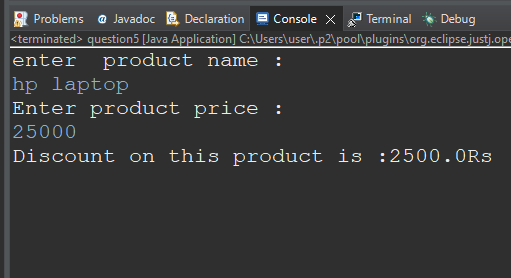 Problems Javadoc Declaration Console Terminal Debug
<terminated> question5 [Java Application] C:\Users\user\.p2\pool\plugins\org.eclipse.justj.ope
enter  product name :
hp laptop
Enter product price :
25000
Discount on this product is :2500.0Rs